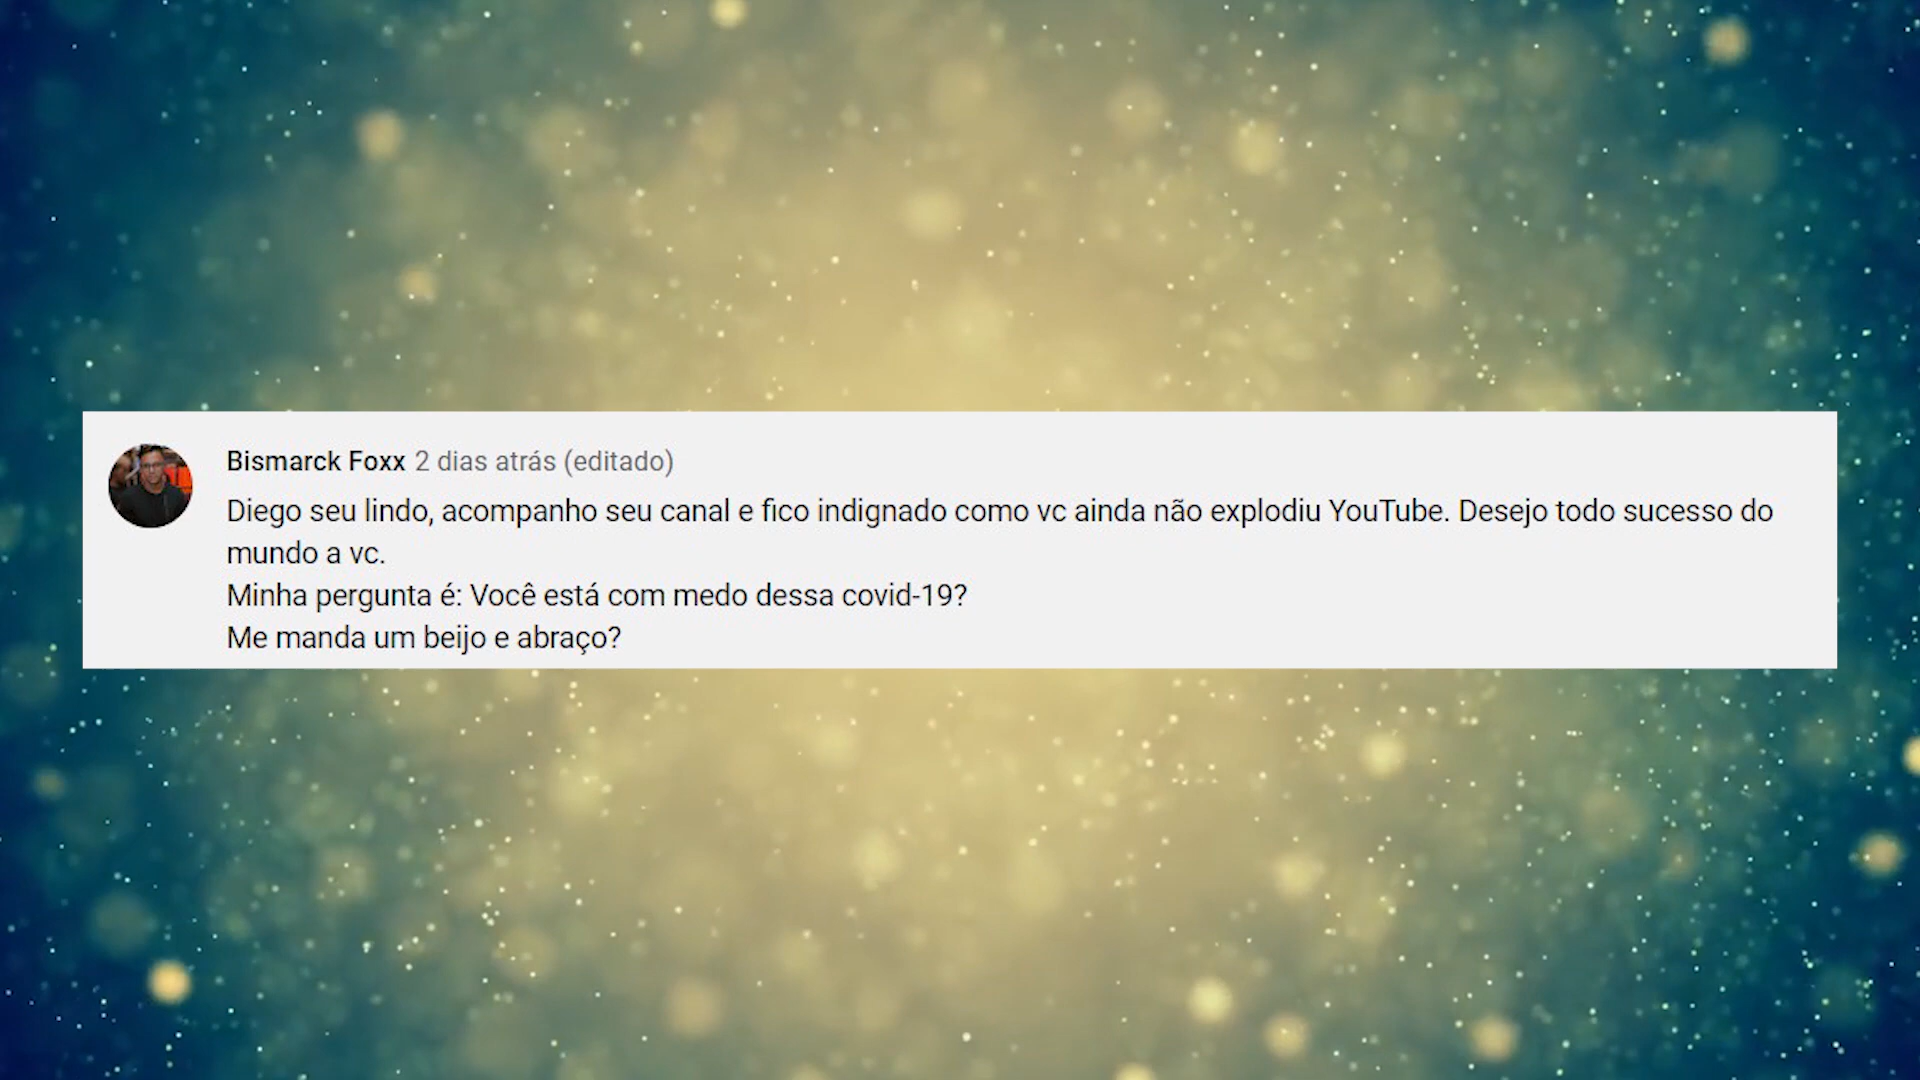 Bismarck Foxx 2 dias atrás (editado)
Diego seu lindo, acompanho seu canal e fico indignado como vc ainda não explodiu YouTube. Desejo todo sucesso do
mundo a vc.
Minha pergunta é: Você está com medo dessa covid-19?
Me manda um beijo e abraço?